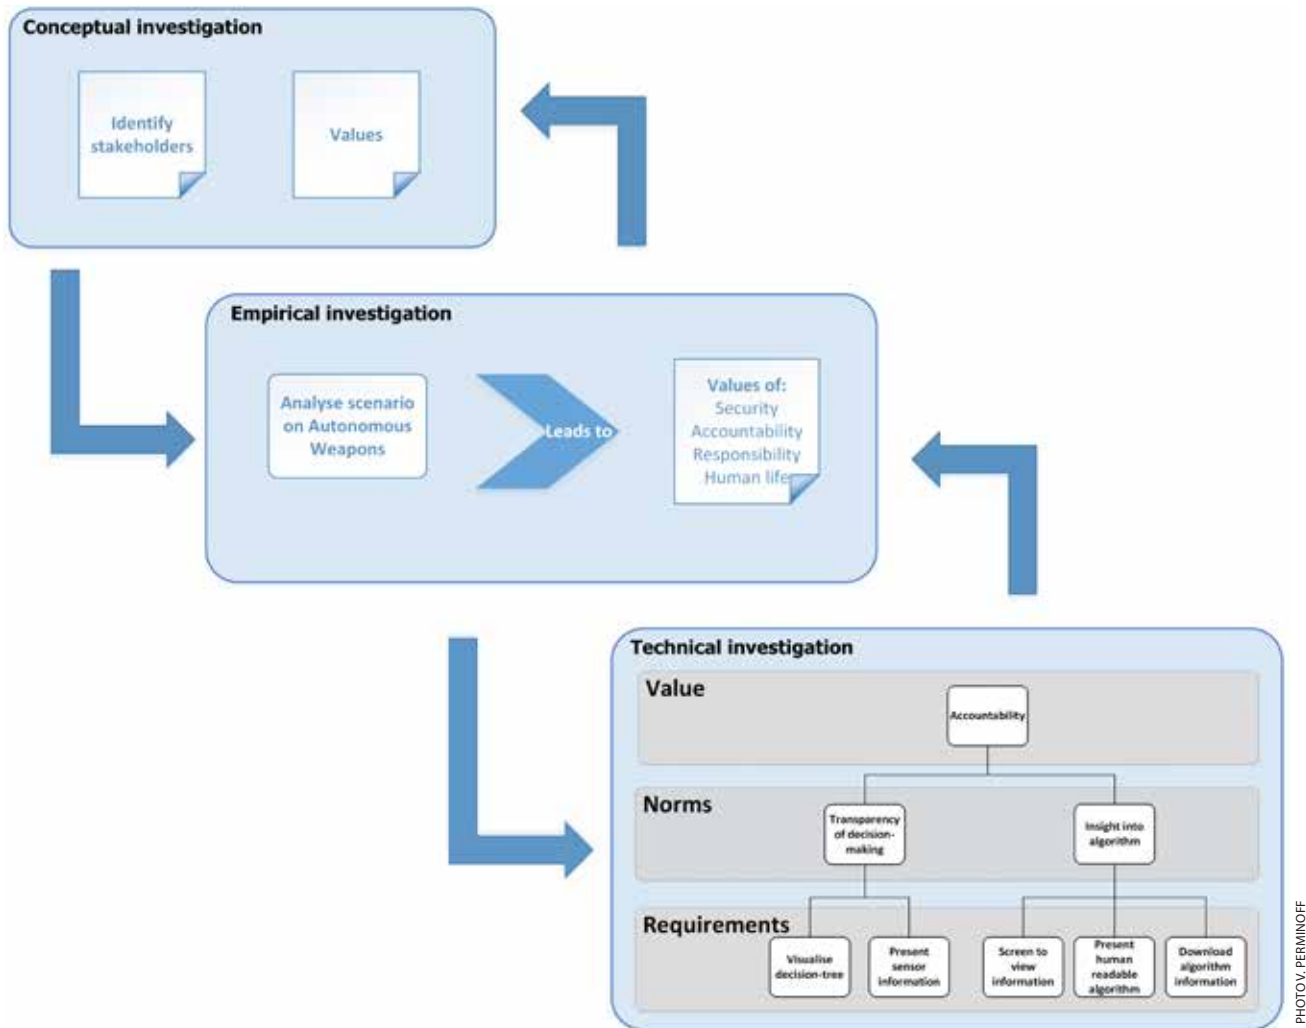 Conceptual investigation
Identify
stakeholders
Values
Empirical investigation
Analyse scenario
on Autonomous
Weapons
Leads to
Values of:
Security
Accountability
Responsibility
Human life
Technical investigation
Value
Accountability
Norms
Transparency
of decision-
making
Insight into
algorithm
Requirements
Visualise
decision-tree
Present
sensor
information
Screen to
view
information
Present
human
readable
algorithm
Download
algorithm
information
PHOTO V. PERMINOFF